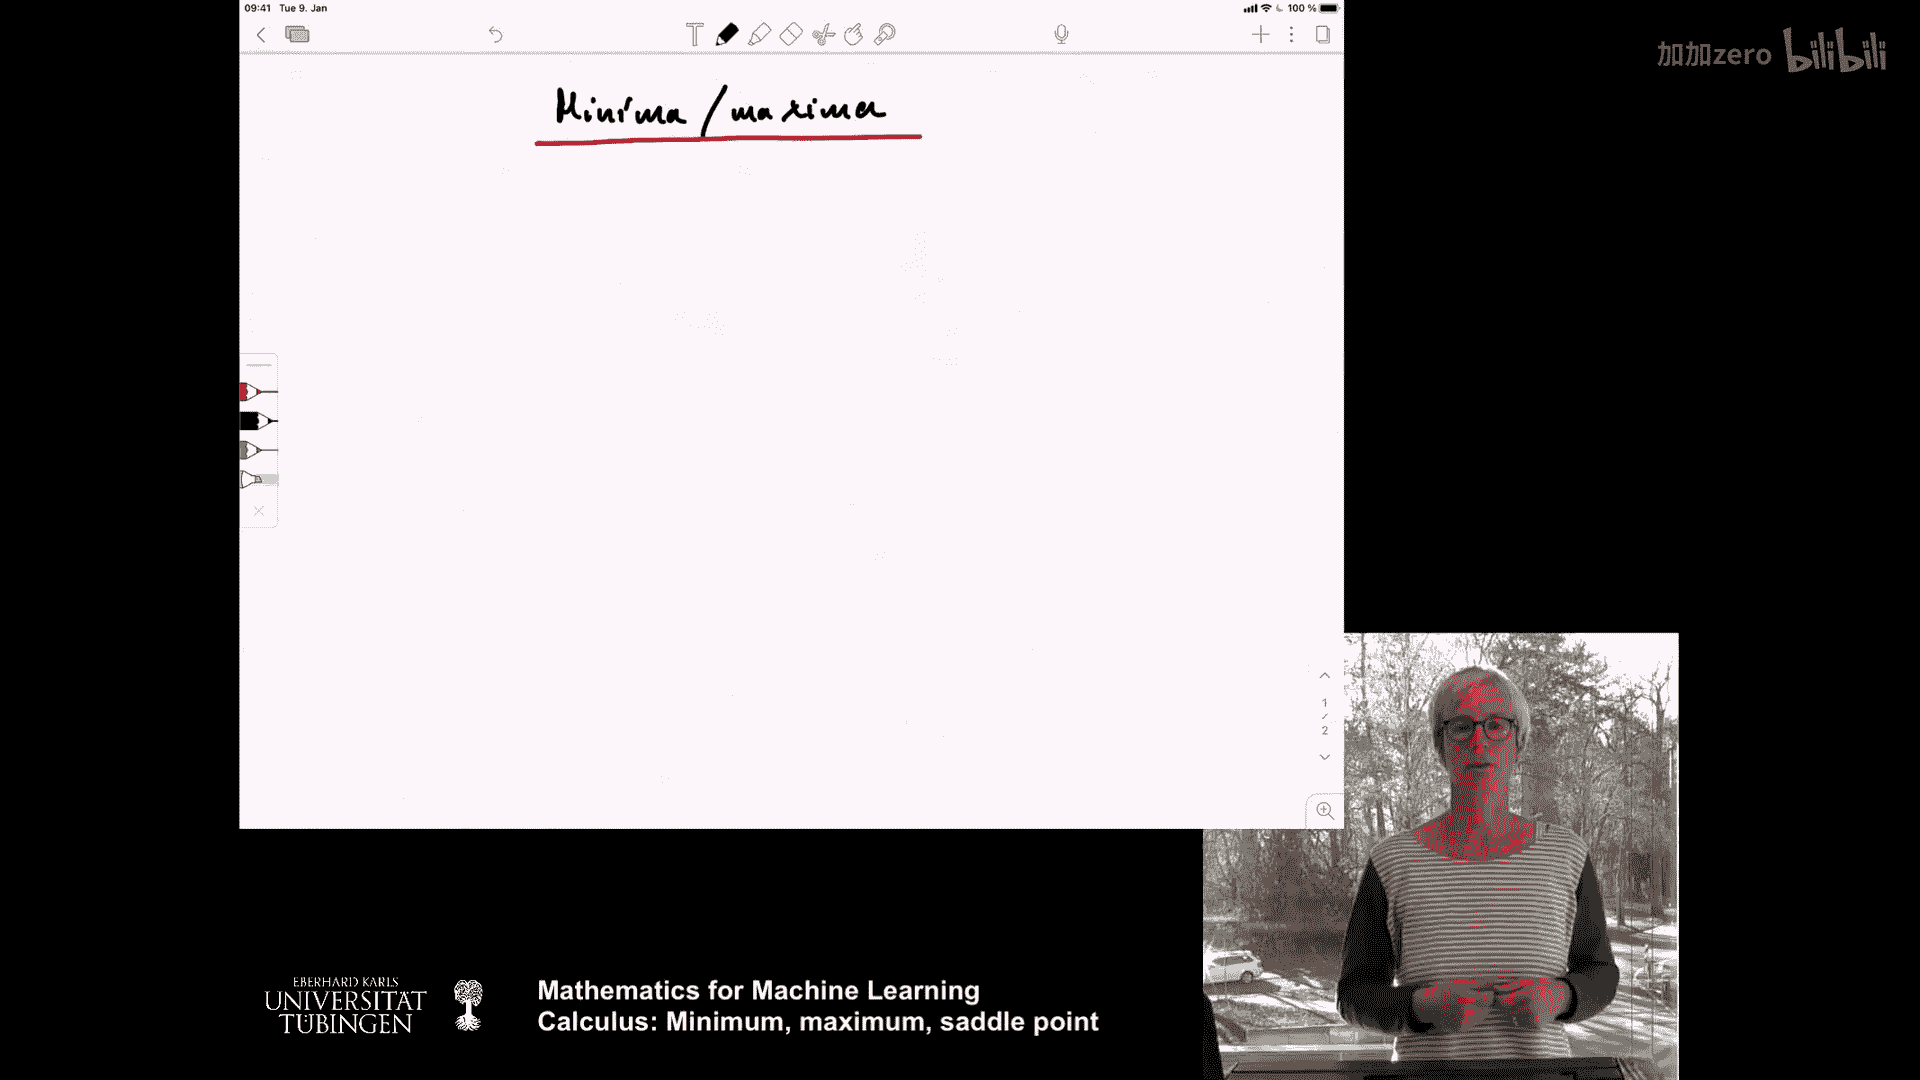 09:41 Tue 9. Jan
100 %
加加zero bilibili
T
Minima / maxima
1
/
2
EBERHARD KARLS
UNIVERSITÄT
TÜBINGEN
Mathematics for Machine Learning
Calculus: Minimum, maximum, saddle point